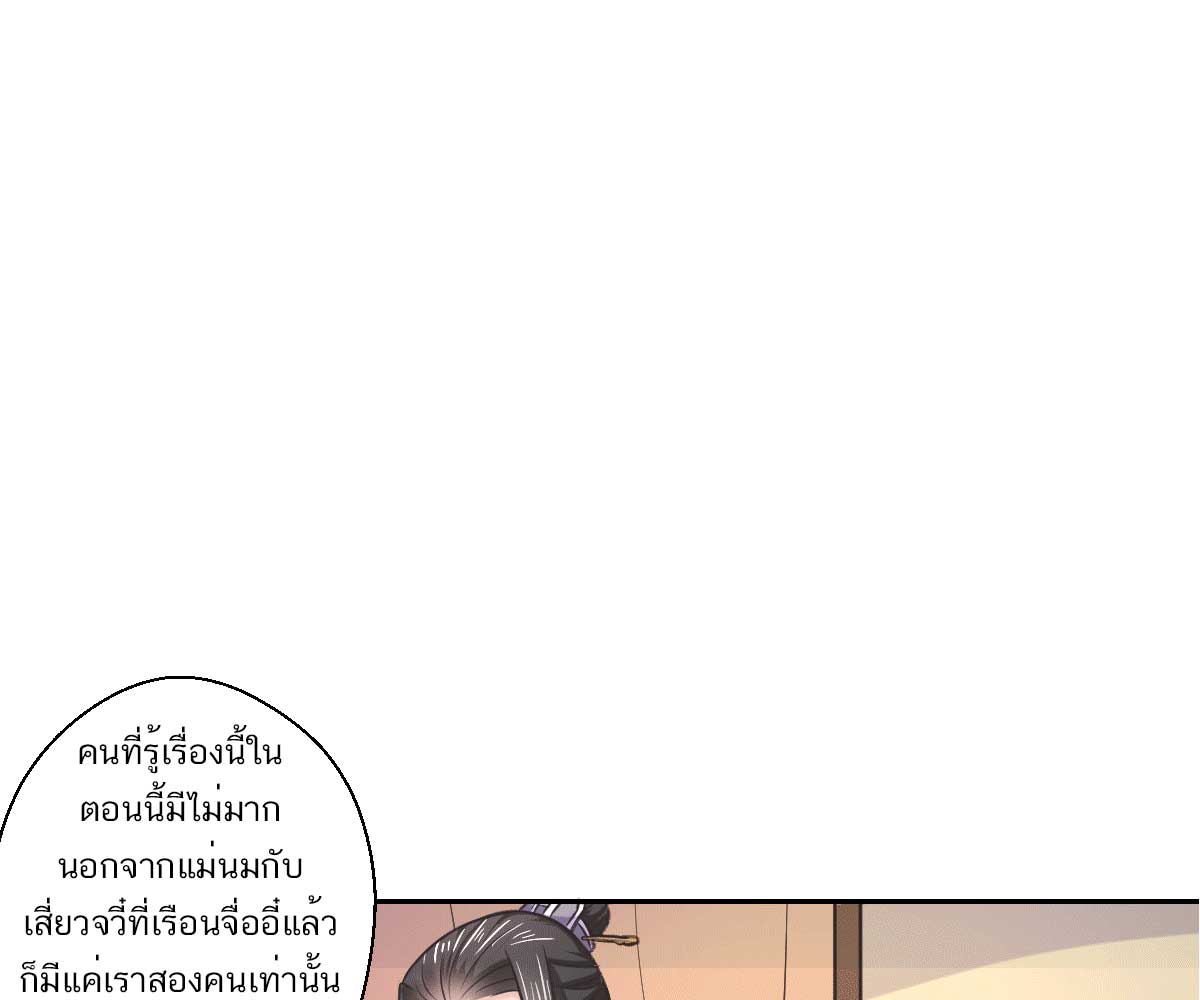 คนที่รู้เรื่องนี้ใน
ตอนนี้มีไม่มาก
นอกจากแม่นมกับ
เสี่ยวจวี๋ที่เรือนจื่ออี๋แล้ว
ก็มีแค่เราสองคนเท่านั้น